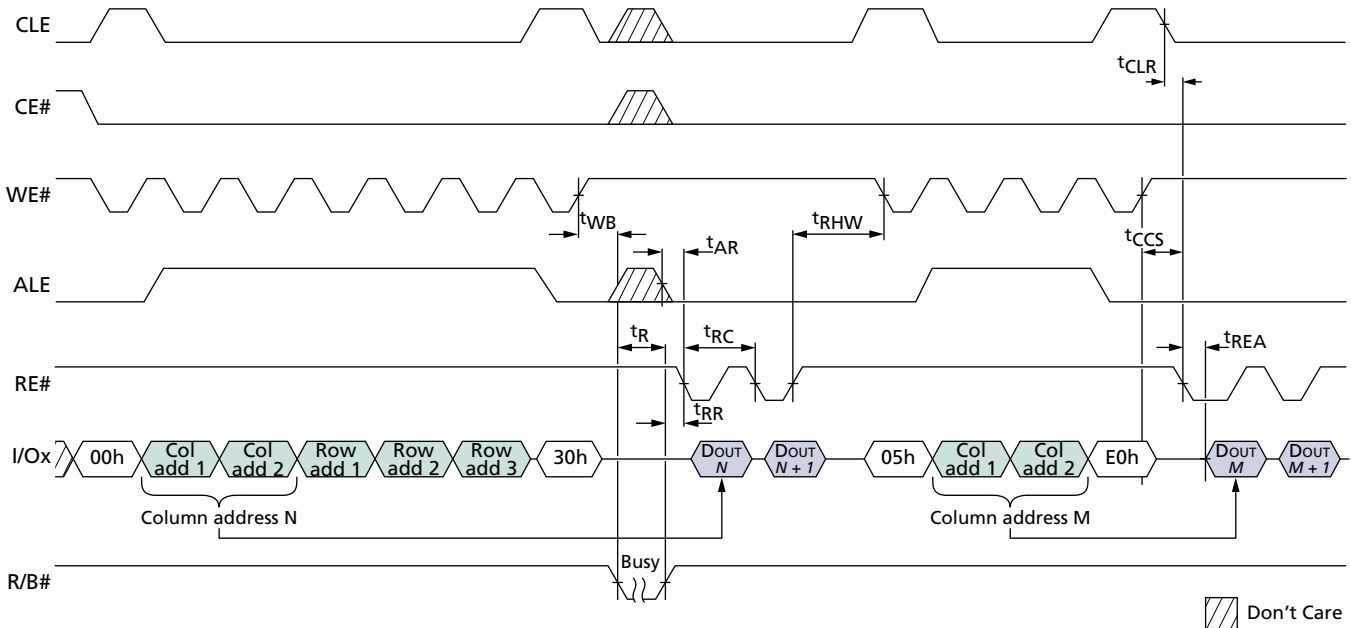 CLE
tCLR
CE#
WE#
tWB
tAR
tRHW
tCCS
ALE
tR
tRC
tREA
RE#
tRR
I/Ox
00h
Col add 1
Col add 2
Row add 1
Row add 2
Row add 3
30h
DOUT N
DOUT N + 1
05h
Col add 1
Col add 2
E0h
DOUT M
DOUT M + 1
Column address N
Column address M
R/B#
Busy
Don't Care